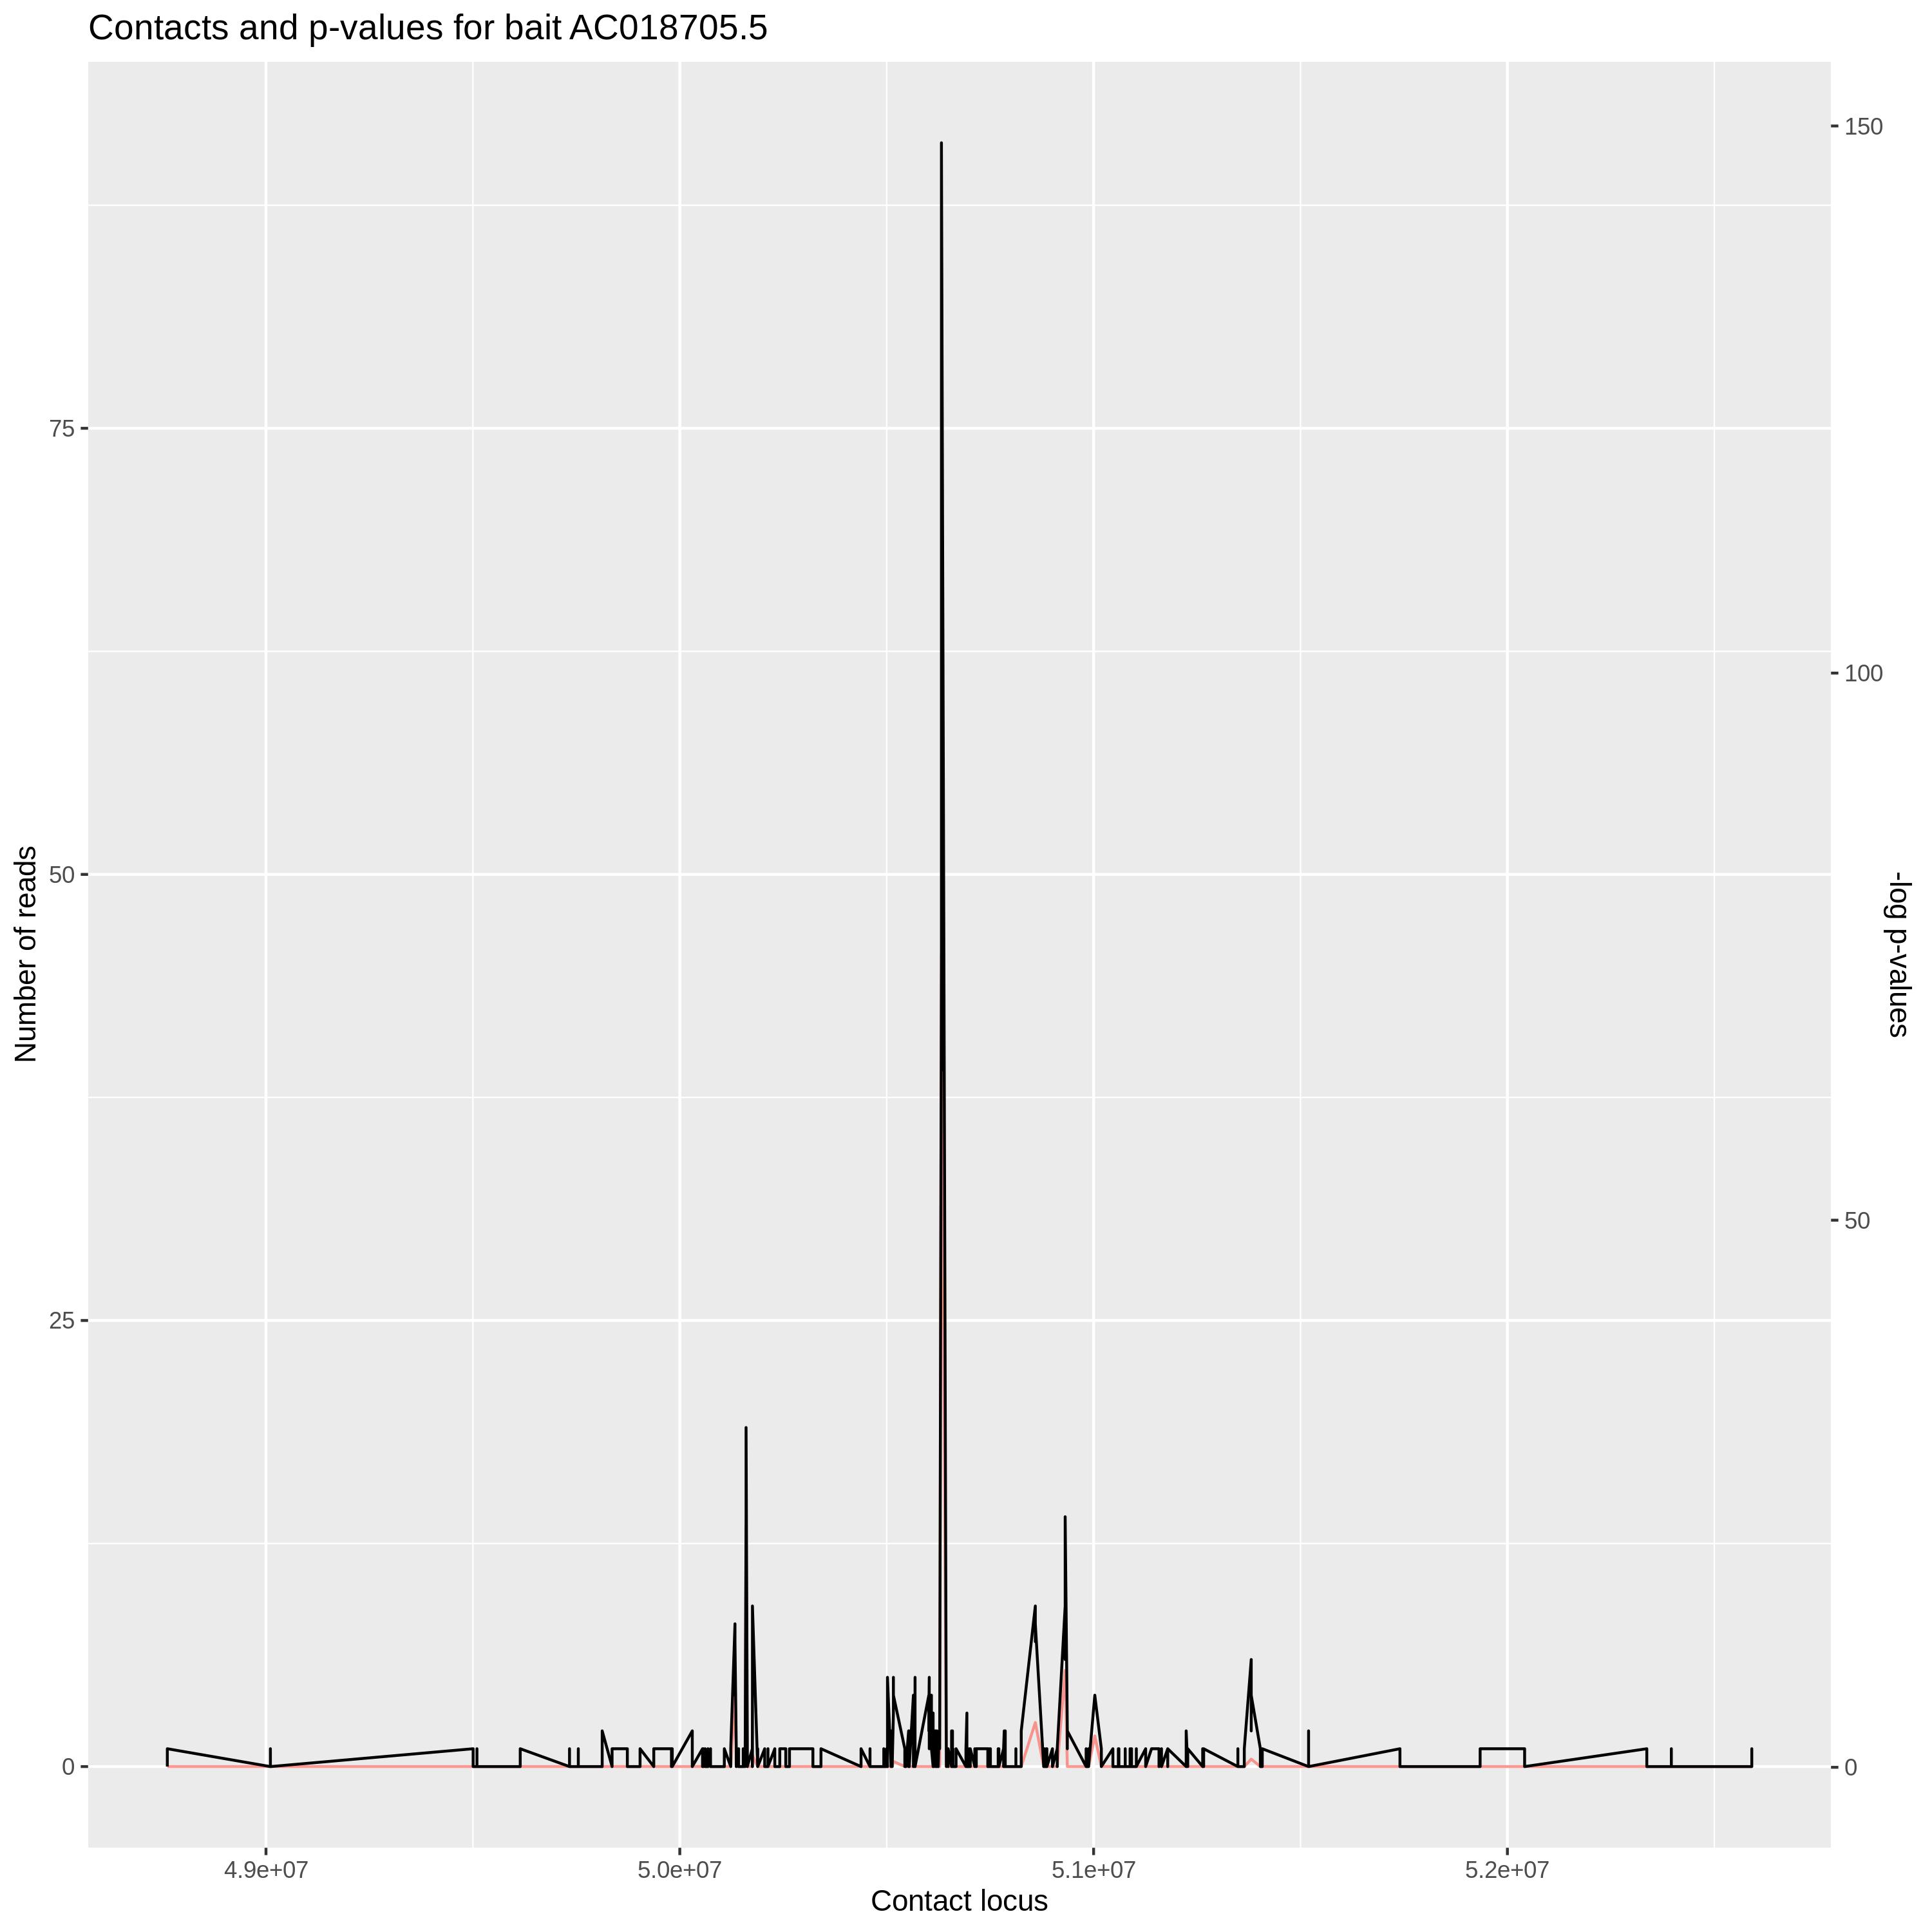 Contacts and p-values for bait AC018705.5
150
75
100
50
50
25
0
0
Number of reads
-log p-values
4.9e+07
5.0e+07
5.1e+07
5.2e+07
Contact locus